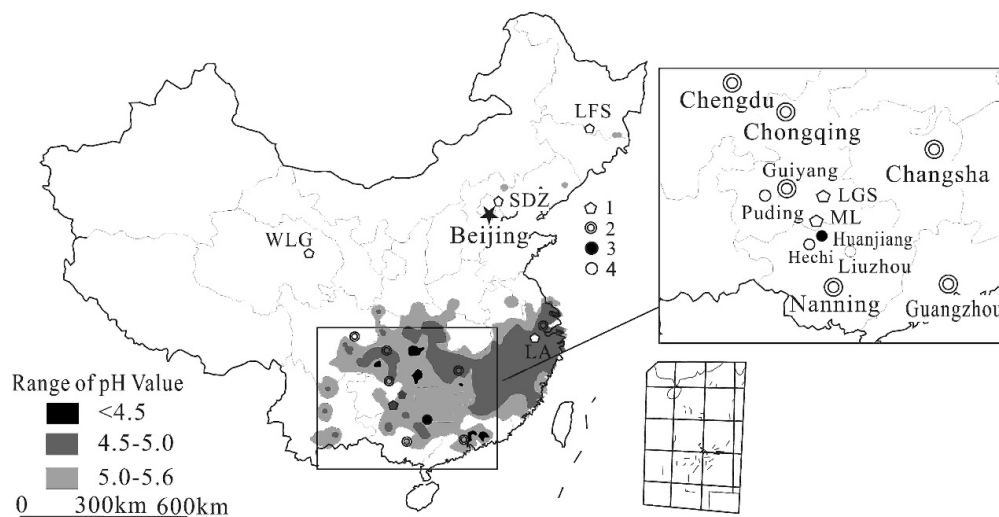 LFS
SDZ
Beijing
WLG
LA
1
2
3
4
Chengdu
Chongqing
Changsha
Guiyang
LGS
Puding
ML
Huanjiang
Hechi
Liuzhou
Nanning
Guangzhou
Range of pH Value
<4.5
4.5-5.0
5.0-5.6
0 300km 600km